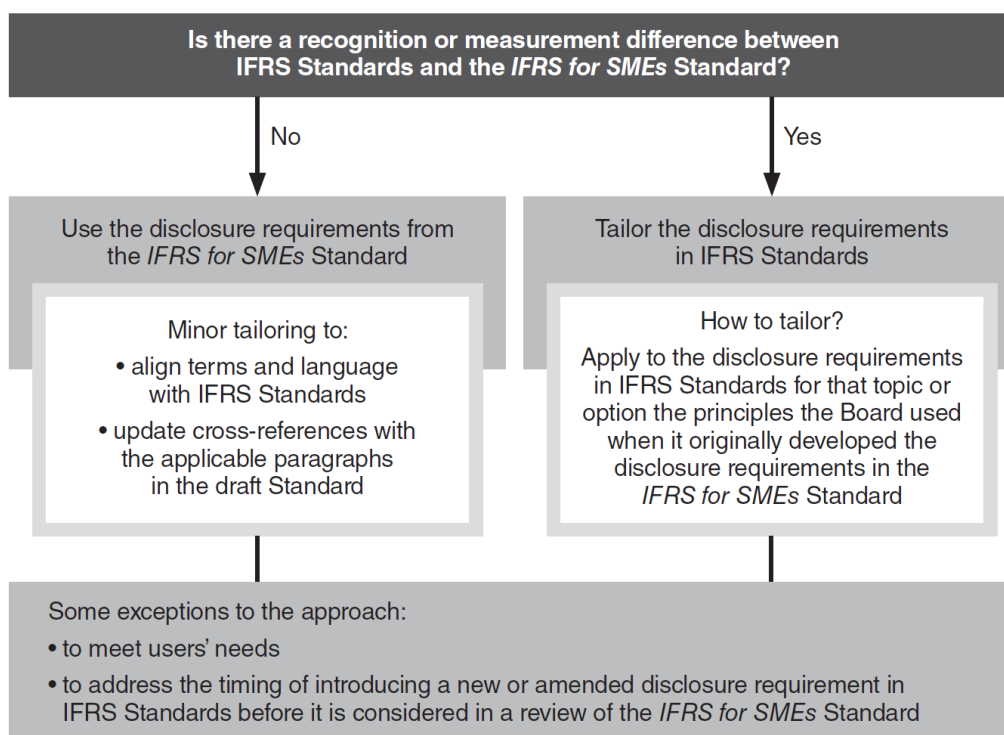 Is there a recognition or measurement difference between
IFRS Standards and the IFRS for SMEs Standard?
No
Yes
Use the disclosure requirements from
the IFRS for SMEs Standard
Minor tailoring to:
• align terms and language
with IFRS Standards
• update cross-references with
the applicable paragraphs
in the draft Standard
Tailor the disclosure requirements
in IFRS Standards
How to tailor?
Apply to the disclosure requirements
in IFRS Standards for that topic or
option the principles the Board used
when it originally developed the
disclosure requirements in the
IFRS for SMEs Standard
Some exceptions to the approach:
• to meet users’ needs
• to address the timing of introducing a new or amended disclosure requirement in
IFRS Standards before it is considered in a review of the IFRS for SMEs Standard